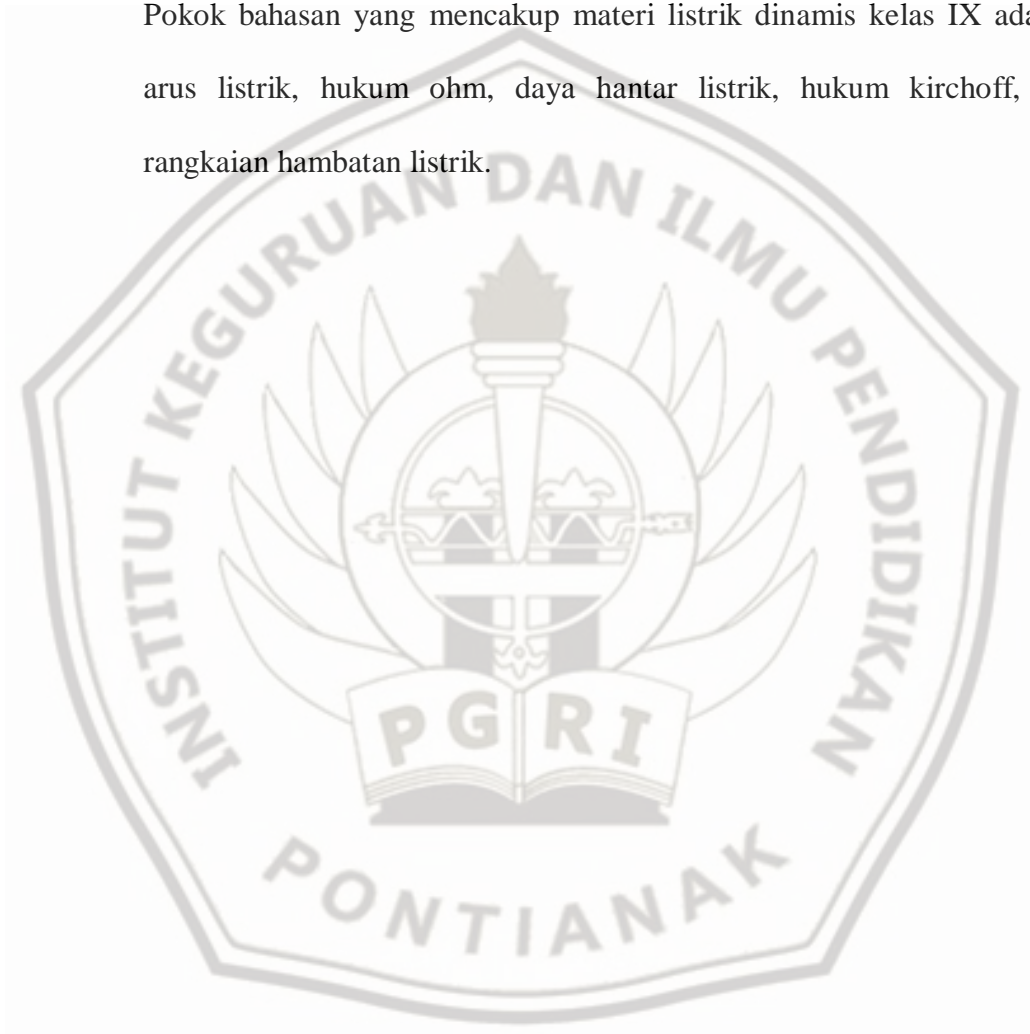 Pokok bahasan yang mencakup materi listrik dinamis kelas IX
arus listrik, hukum ohm, daya hantar listrik, hukum kirchoff,
rangkaian hambatan listrik.
INSTITUT KEGURUAN DAN ILMU PENDIDIKAN
PGRI
PONTIANAK